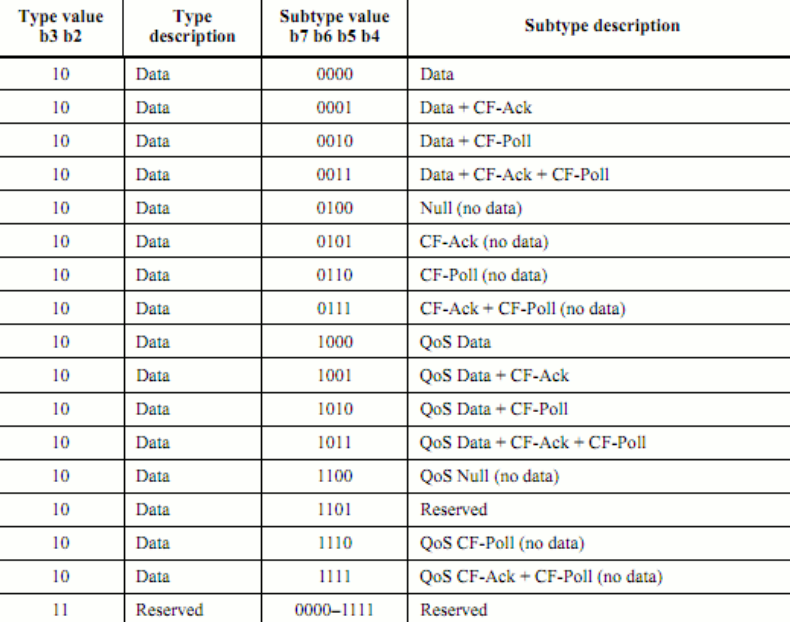 Type value b3 b2 Type description Subtype value b7 b6 b5 b4 Subtype description
10 Data 0000 Data
10 Data 0001 Data + CF-Ack
10 Data 0010 Data + CF-Poll
10 Data 0011 Data + CF-Ack + CF-Poll
10 Data 0100 Null (no data)
10 Data 0101 CF-Ack (no data)
10 Data 0110 CF-Poll (no data)
10 Data 0111 CF-Ack + CF-Poll (no data)
10 Data 1000 QoS Data
10 Data 1001 QoS Data + CF-Ack
10 Data 1010 QoS Data + CF-Poll
10 Data 1011 QoS Data + CF-Ack + CF-Poll
10 Data 1100 QoS Null (no data)
10 Data 1101 Reserved
10 Data 1110 QoS CF-Poll (no data)
10 Data 1111 QoS CF-Ack + CF-Poll (no data)
11 Reserved 0000–1111 Reserved